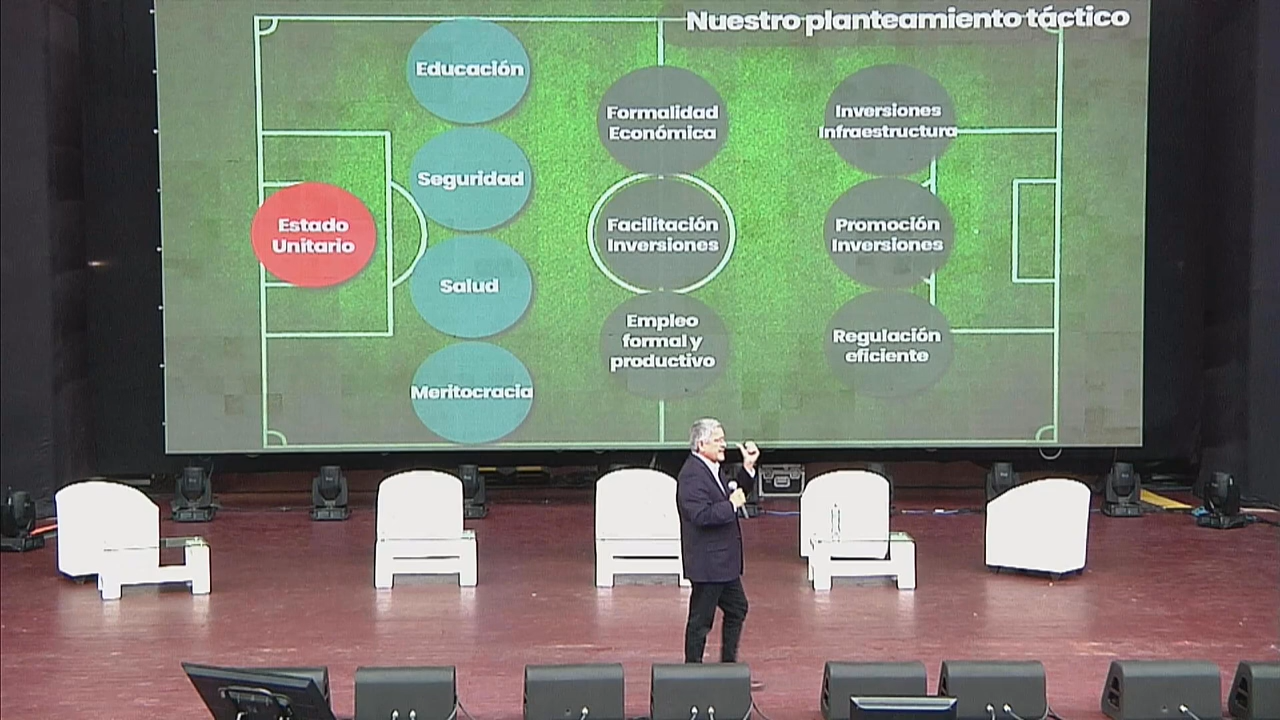 Nuestro planteamiento táctico
Educación
Seguridad
Salud
Meritocracia
Estado
Unitario
Formalidad
Económica
Facilitación
Inversiones
Empleo
formal y
productivo
Inversiones
Infraestructura
Promoción
Inversiones
Regulación
eficiente